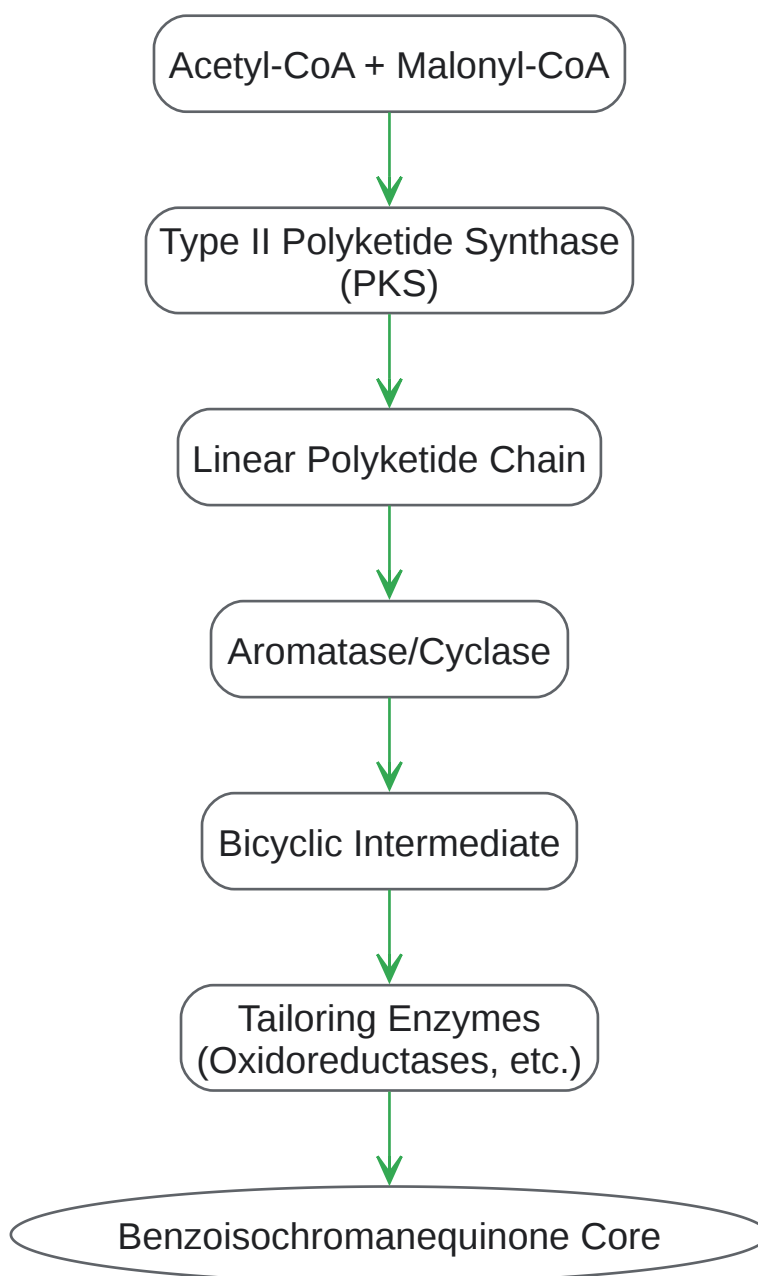 Acetyl-CoA + Malonyl-CoA
Type II Polyketide Synthase
(PKS)
Linear Polyketide Chain
Aromatase/Cyclase
Bicyclic Intermediate
Tailoring Enzymes
(Oxidoreductases, etc.)
Benzoisochromanequinone Core